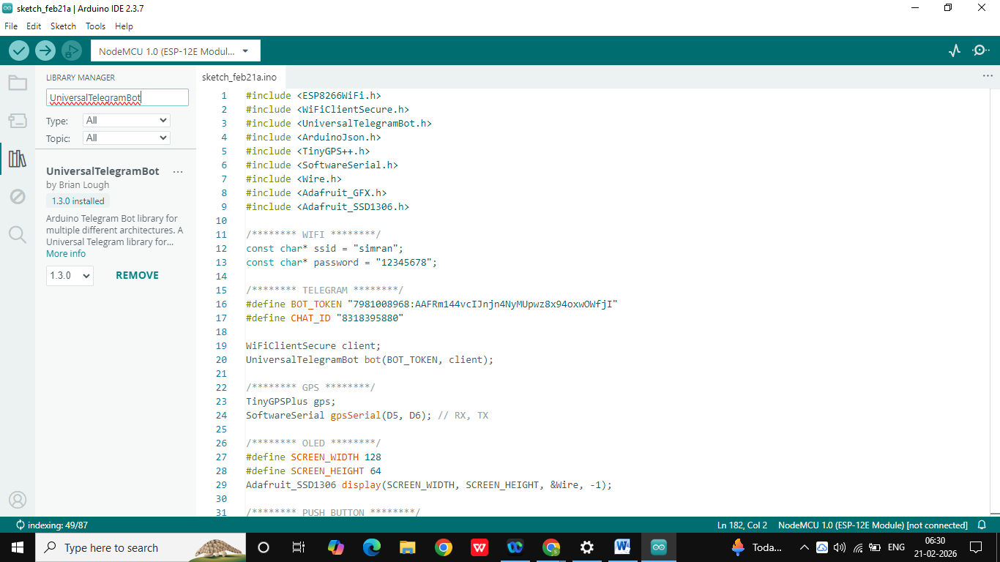 sketch_feb21a | Arduino IDE 2.3.7
File Edit Sketch Tools Help
NodeMCU 1.0 (ESP-12E Modul...
LIBRARY MANAGER
UniversalTelegramBot
Type: All
Topic: All
UniversalTelegramBot ...
by Brian Lough
1.3.0 installed
Arduino Telegram Bot library for
multiple different architectures. A
Universal Telegram library for...
More info
1.3.0 REMOVE
sketch_feb21a.ino
1 #include <ESP8266WiFi.h>
2 #include <WiFiClientSecure.h>
3 #include <UniversalTelegramBot.h>
4 #include <ArduinoJson.h>
5 #include <TinyGPS++.h>
6 #include <SoftwareSerial.h>
7 #include <Wire.h>
8 #include <Adafruit_GFX.h>
9 #include <Adafruit_SSD1306.h>
10
11 /******** WIFI ********/
12 const char* ssid = "simran";
13 const char* password = "12345678";
14
15 /******** TELEGRAM ********/
16 #define BOT_TOKEN "7981008968:AAFRm144vcIJnjn4NyMUpwz8x94oxwOWfjI"
17 #define CHAT_ID "8318395880"
18
19 WiFiClientSecure client;
20 UniversalTelegramBot bot(BOT_TOKEN, client);
21
22 /******** GPS ********/
23 TinyGPSPlus gps;
24 SoftwareSerial gpsSerial(D5, D6); // RX, TX
25
26 /******** OLED ********/
27 #define SCREEN_WIDTH 128
28 #define SCREEN_HEIGHT 64
29 Adafruit_SSD1306 display(SCREEN_WIDTH, SCREEN_HEIGHT, &Wire, -1);
30
31 /******** PUSH BUTTON ********/
indexing: 49/87
Ln 182, Col 2 NodeMCU 1.0 (ESP-12E Module) [not connected]
Type here to search
Toda...
ENG
06:30
21-02-2026